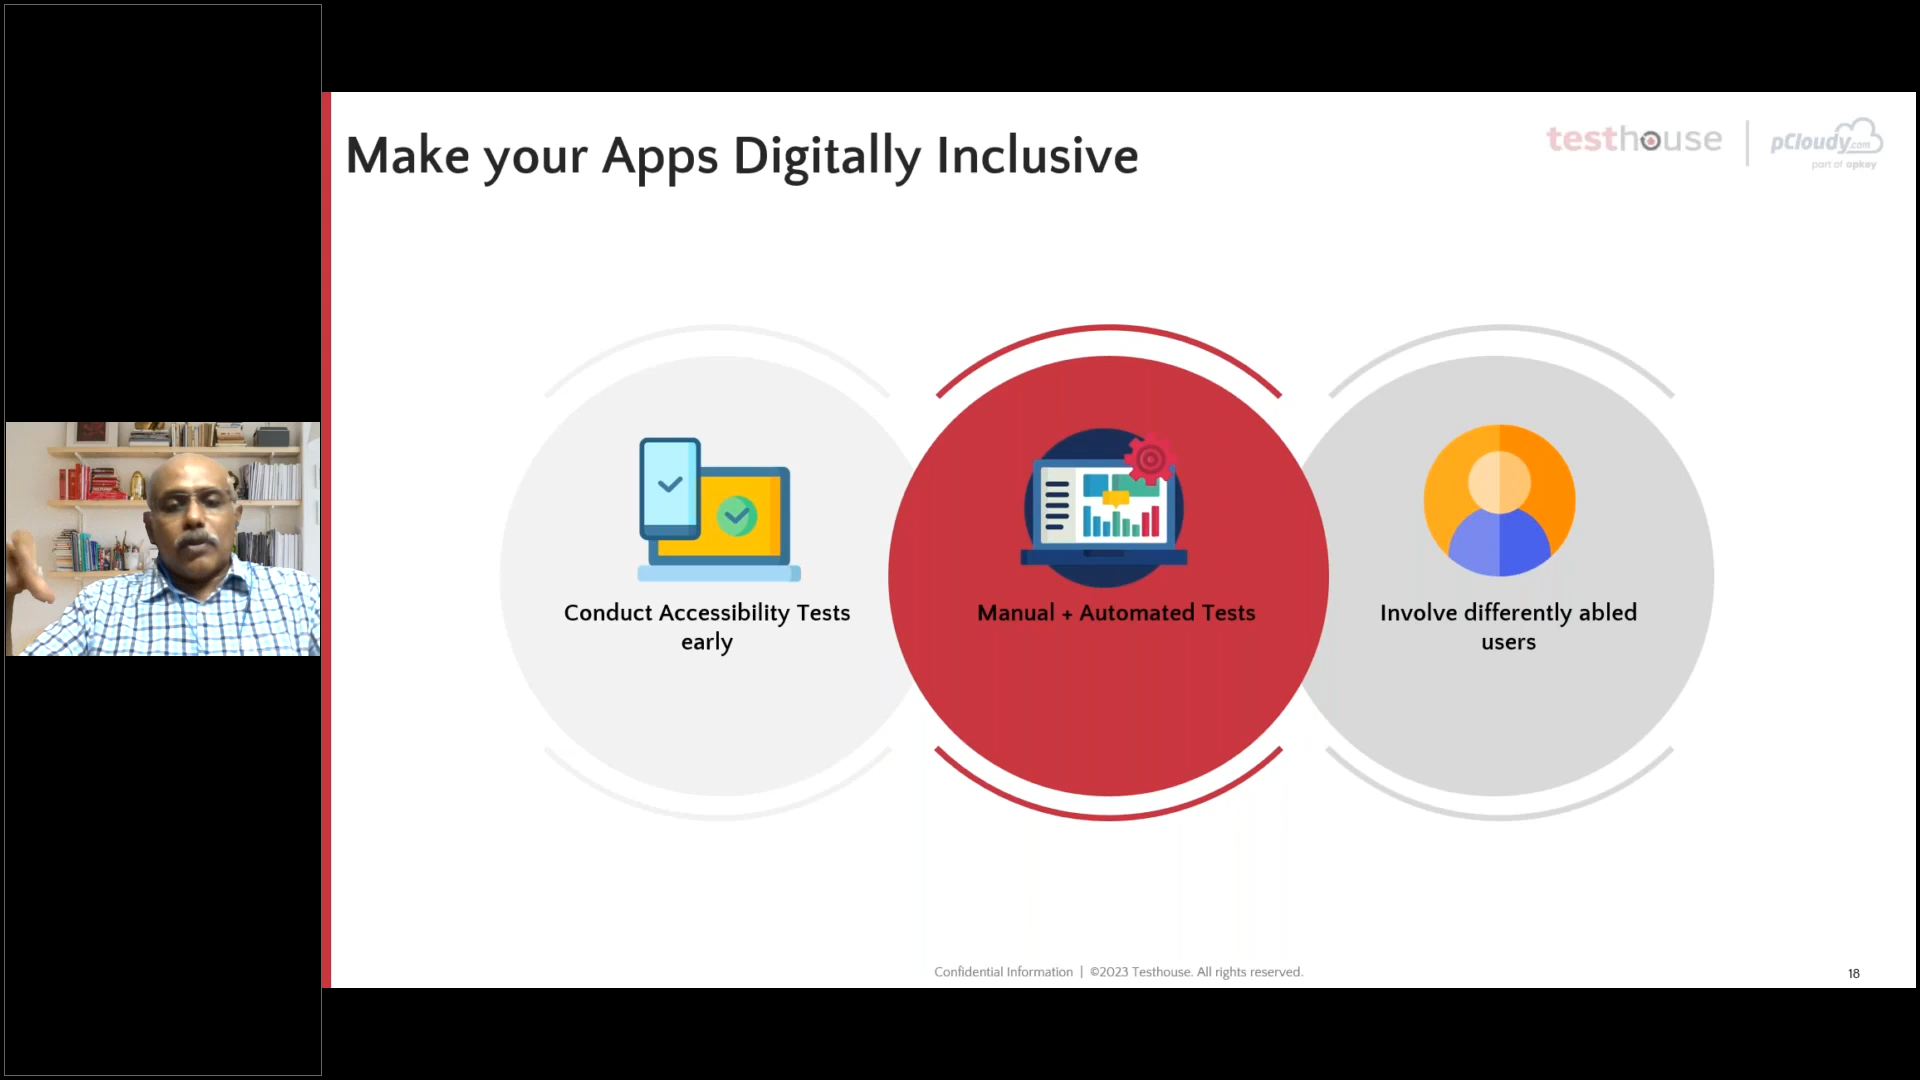 Make your Apps Digitally Inclusive
testhouse
pCloudy.com
part of opkey
Conduct Accessibility Tests
early
Manual + Automated Tests
Involve differently abled
users
Confidential Information | ©2023 Testhouse. All rights reserved.
18